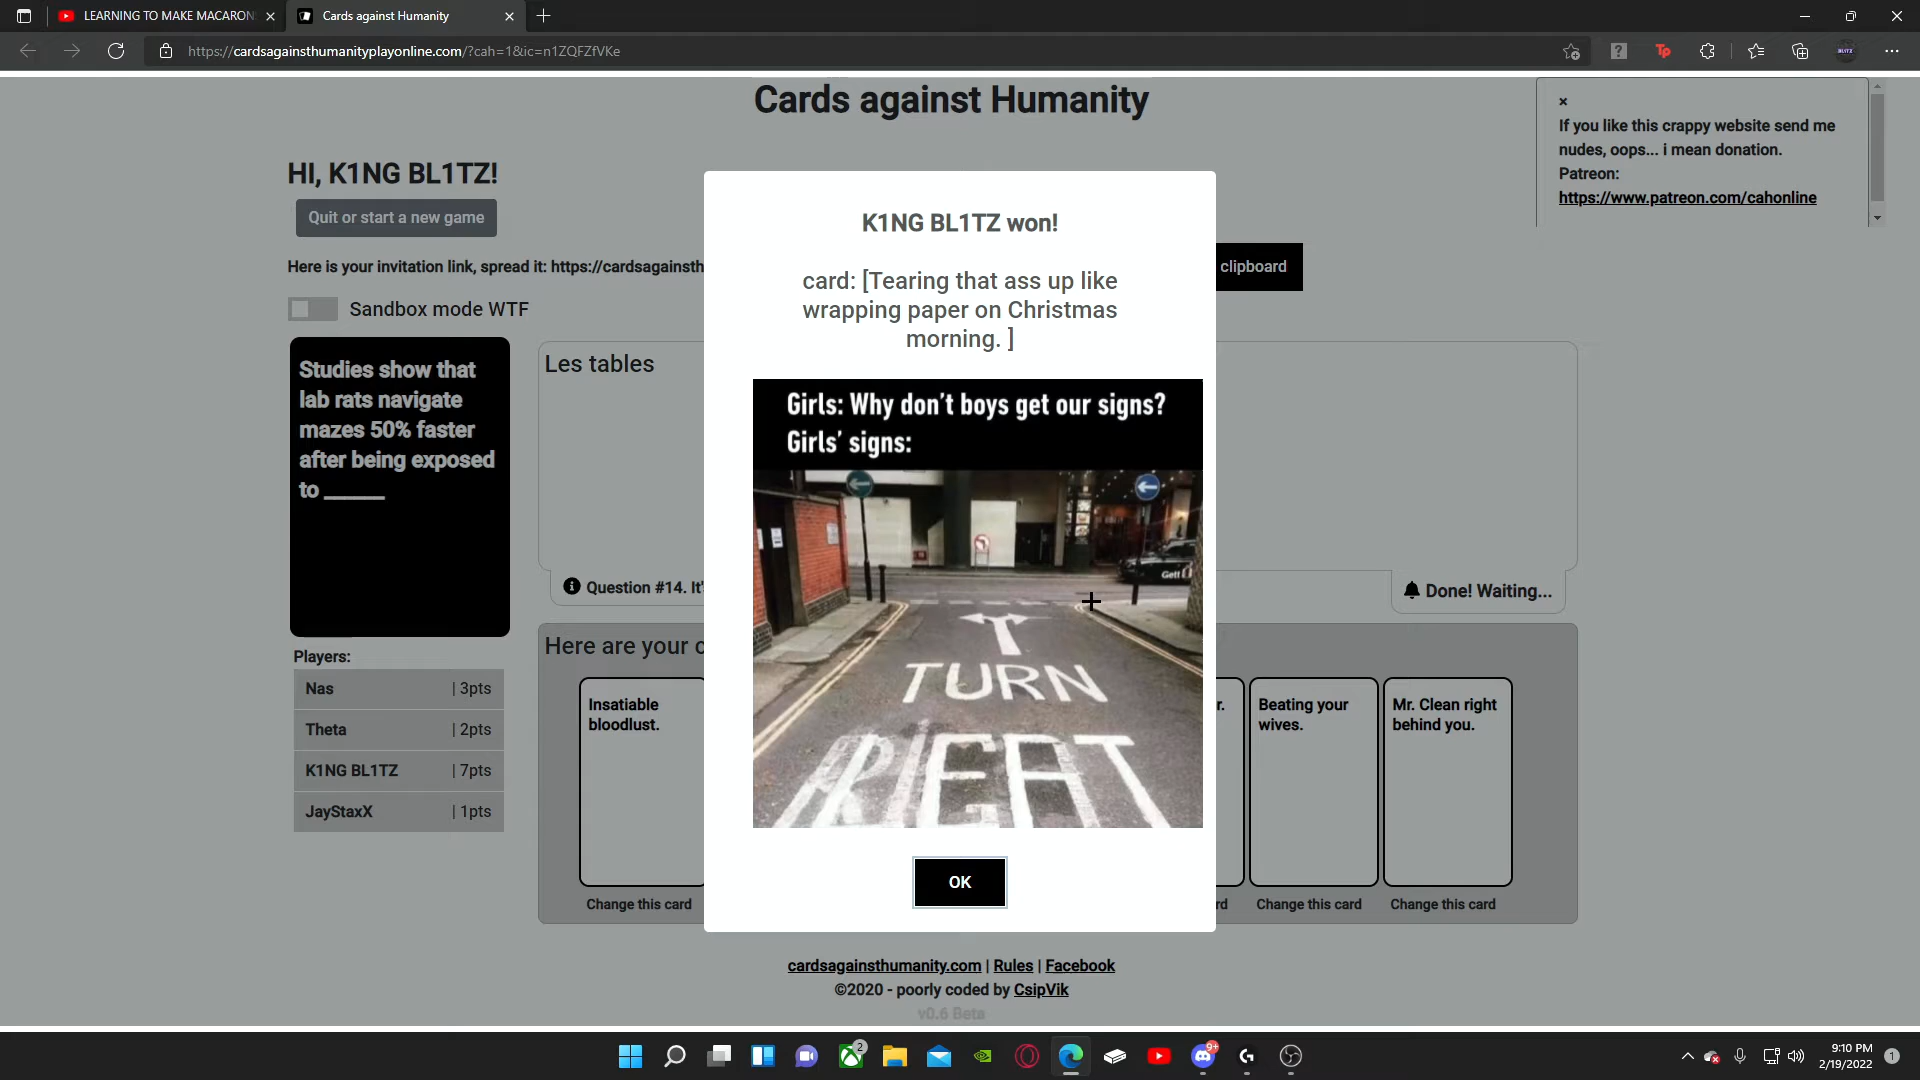 LEARNING TO MAKE MACARON
Cards against Humanity
https://cardsagainsthumanityplayonline.com/?cah=1&ic=n1ZQFZfVKe
Cards against Humanity
×
If you like this crappy website send me
nudes, oops... i mean donation.
Patreon:
https://www.patreon.com/cahonline
HI, K1NG BL1TZ!
Quit or start a new game
Here is your invitation link, spread it: https://cardsagainsth
clipboard
Sandbox mode WTF
Studies show that
lab rats navigate
mazes 50% faster
after being exposed
to ______
Les tables
Question #14. It'
Done! Waiting...
K1NG BL1TZ won!
card: [Tearing that ass up like
wrapping paper on Christmas
morning. ]
Girls: Why don't boys get our signs?
Girls' signs:
Gett
TURN
OK
Players:
Nas | 3pts
Theta | 2pts
K1NG BL1TZ | 7pts
JayStaxX | 1pts
Here are your c
Insatiable
bloodlust.
Change this card
r.
rd
Beating your
wives.
Change this card
Mr. Clean right
behind you.
Change this card
cardsagainsthumanity.com | Rules | Facebook
©2020 - poorly coded by CsipVik
v0.6 Beta
2
9+
9:10 PM
2/19/2022
1